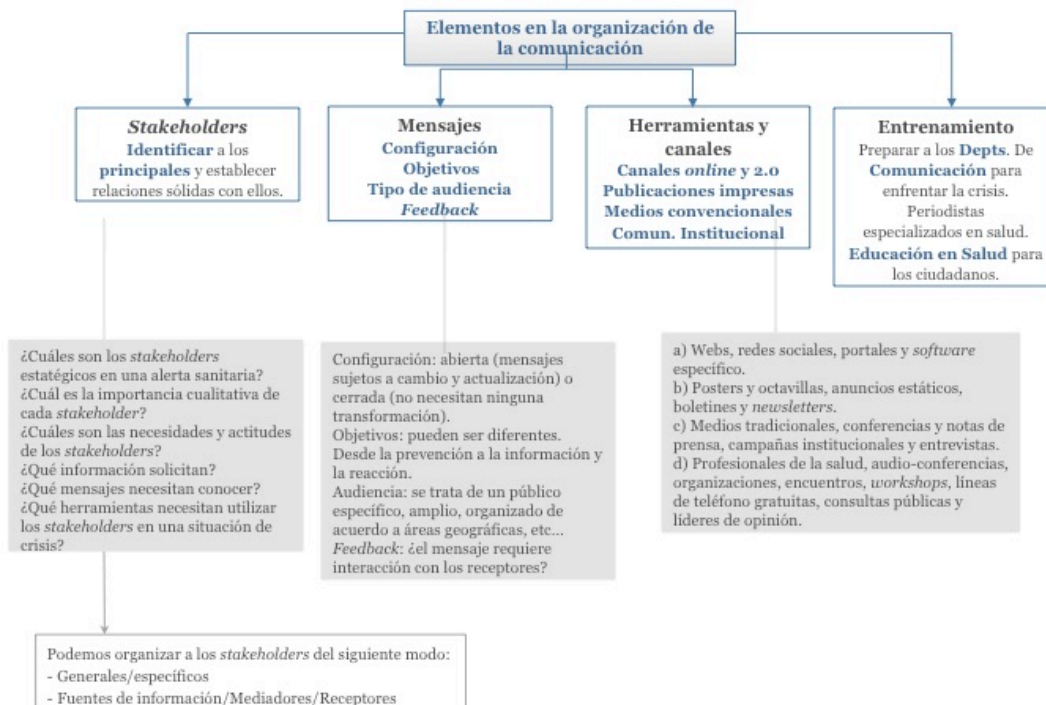 Elementos en la organización de
la comunicación
Stakeholders
Identificar a los
principales y establecer
relaciones sólidas con ellos.
Mensajes
Configuración
Objetivos
Tipo de audiencia
Feedback
Herramientas y
canales
Canales online y 2.0
Publicaciones impresas
Medios convencionales
Comun. Institucional
Entrenamiento
Preparar a los Depts. De
Comunicación para
enfrentar la crisis.
Periodistas
especializados en salud.
Educación en Salud para
los ciudadanos.
¿Cuáles son los stakeholders
estatégicos en una alerta sanitaria?
¿Cuál es la importancia cualitativa de
cada stakeholder?
¿Cuáles son las necesidades y actitudes
de los stakeholders?
¿Qué información solicitan?
¿Qué mensajes necesitan conocer?
¿Qué herramientas necesitan utilizar
los stakeholders en una situación de
crisis?
Configuración: abierta (mensajes
sujetos a cambio y actualización) o
cerrada (no necesitan ninguna
transformación).
Objetivos: pueden ser diferentes.
Desde la prevención a la información y
la reacción.
Audiencia: se trata de un público
específico, amplio, organizado de
acuerdo a áreas geográficas, etc...
Feedback: ¿el mensaje requiere
interacción con los receptores?
a) Webs, redes sociales, portales y software
específico.
b) Posters y octavillas, anuncios estáticos,
boletines y newsletters.
c) Medios tradicionales, conferencias y notas de
prensa, campañas institucionales y entrevistas.
d) Profesionales de la salud, audio-conferencias,
organizaciones, encuentros, workshops, líneas
de teléfono gratuitas, consultas públicas y
líderes de opinión.
Podemos organizar a los stakeholders del siguiente modo:
- Generales/específicos
- Fuentes de información/Mediadores/Receptores